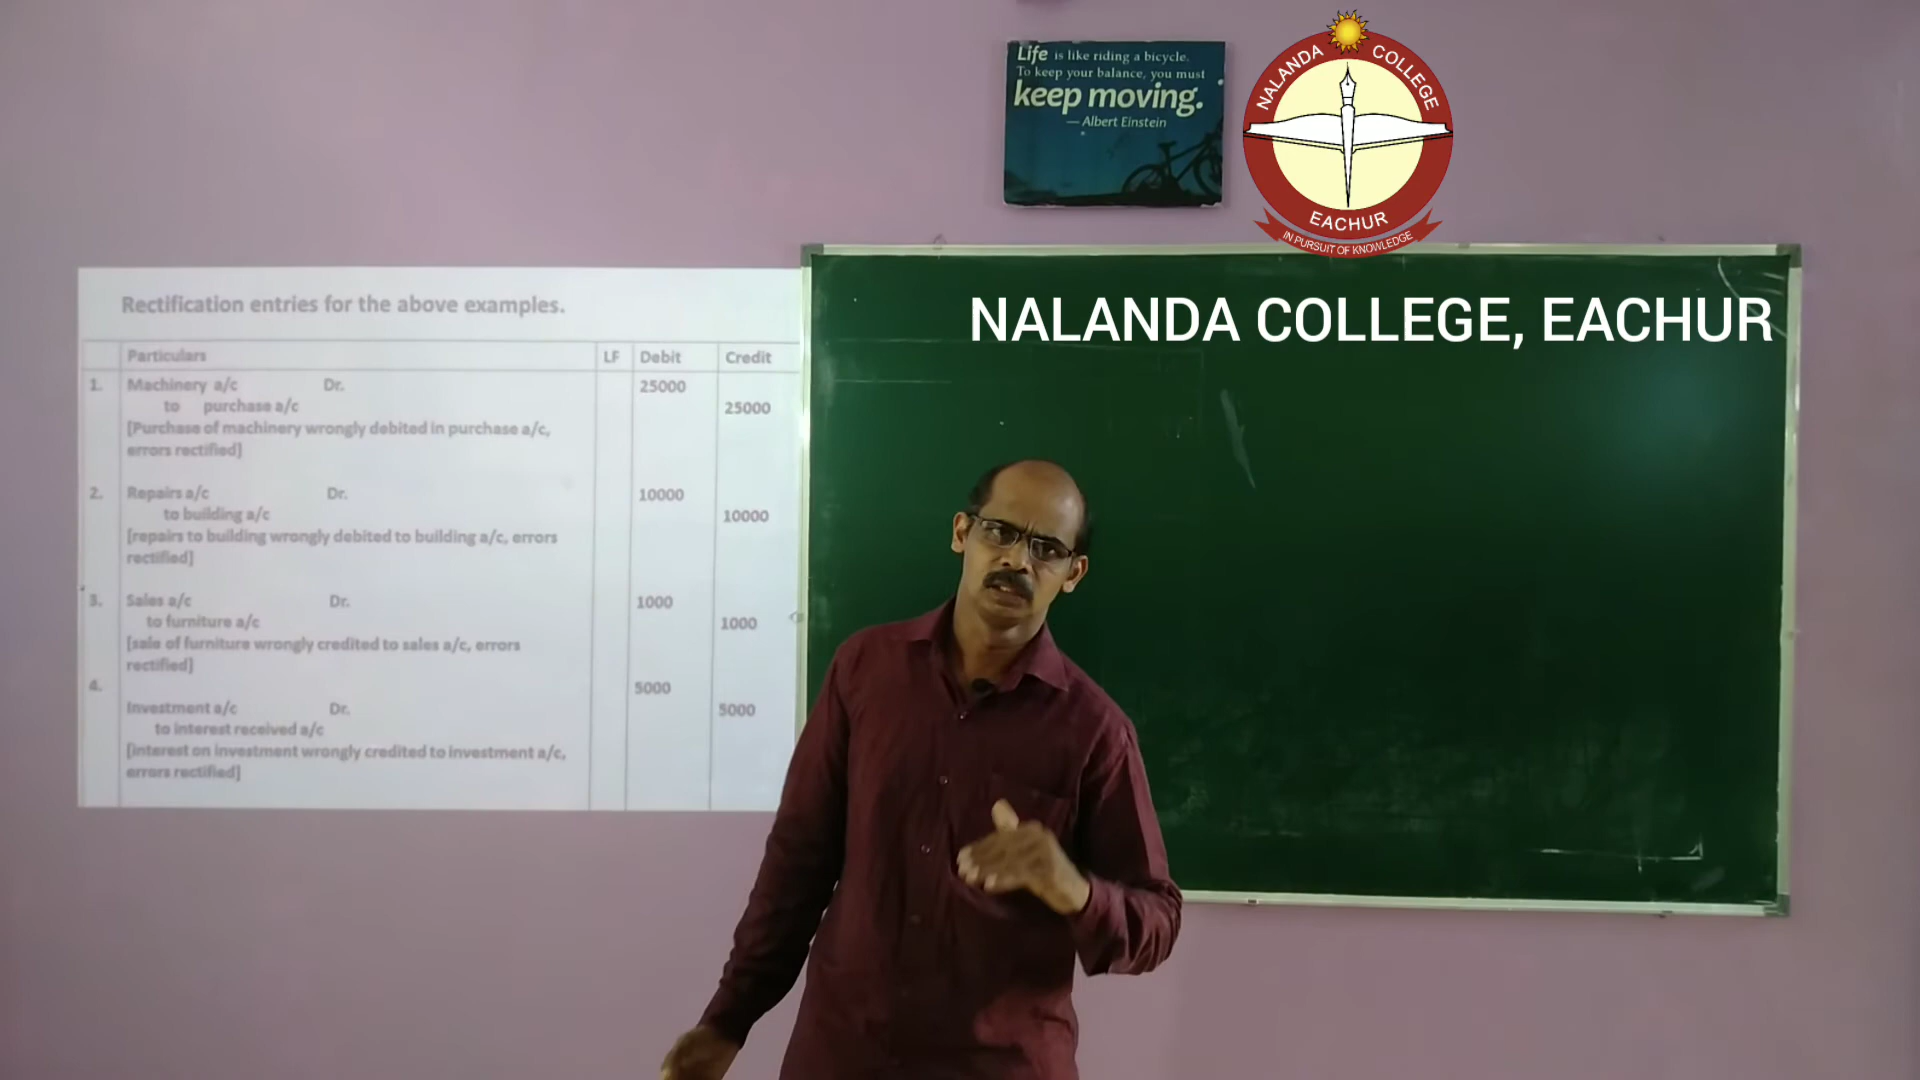 Life is like riding a bicycle.
To keep your balance, you must
keep moving.
— Albert Einstein
NALANDA COLLEGE
EACHUR
IN PURSUIT OF KNOWLEDGE
NALANDA COLLEGE, EACHUR
Rectification entries for the above examples.
Particulars LF Debit Credit
1. Machinery a/c Dr. 25000
to purchase a/c 25000
[Purchase of machinery wrongly debited in purchase a/c,
errors rectified]
2. Repairs a/c Dr. 10000
to building a/c 10000
[repairs to building wrongly debited to building a/c, errors
rectified]
3. Sales a/c Dr. 1000
to furniture a/c 1000
[sale of furniture wrongly credited to sales a/c, errors
rectified]
4. 5000
Investment a/c Dr. 5000
to interest received a/c
[interest on investment wrongly credited to investment a/c,
errors rectified]